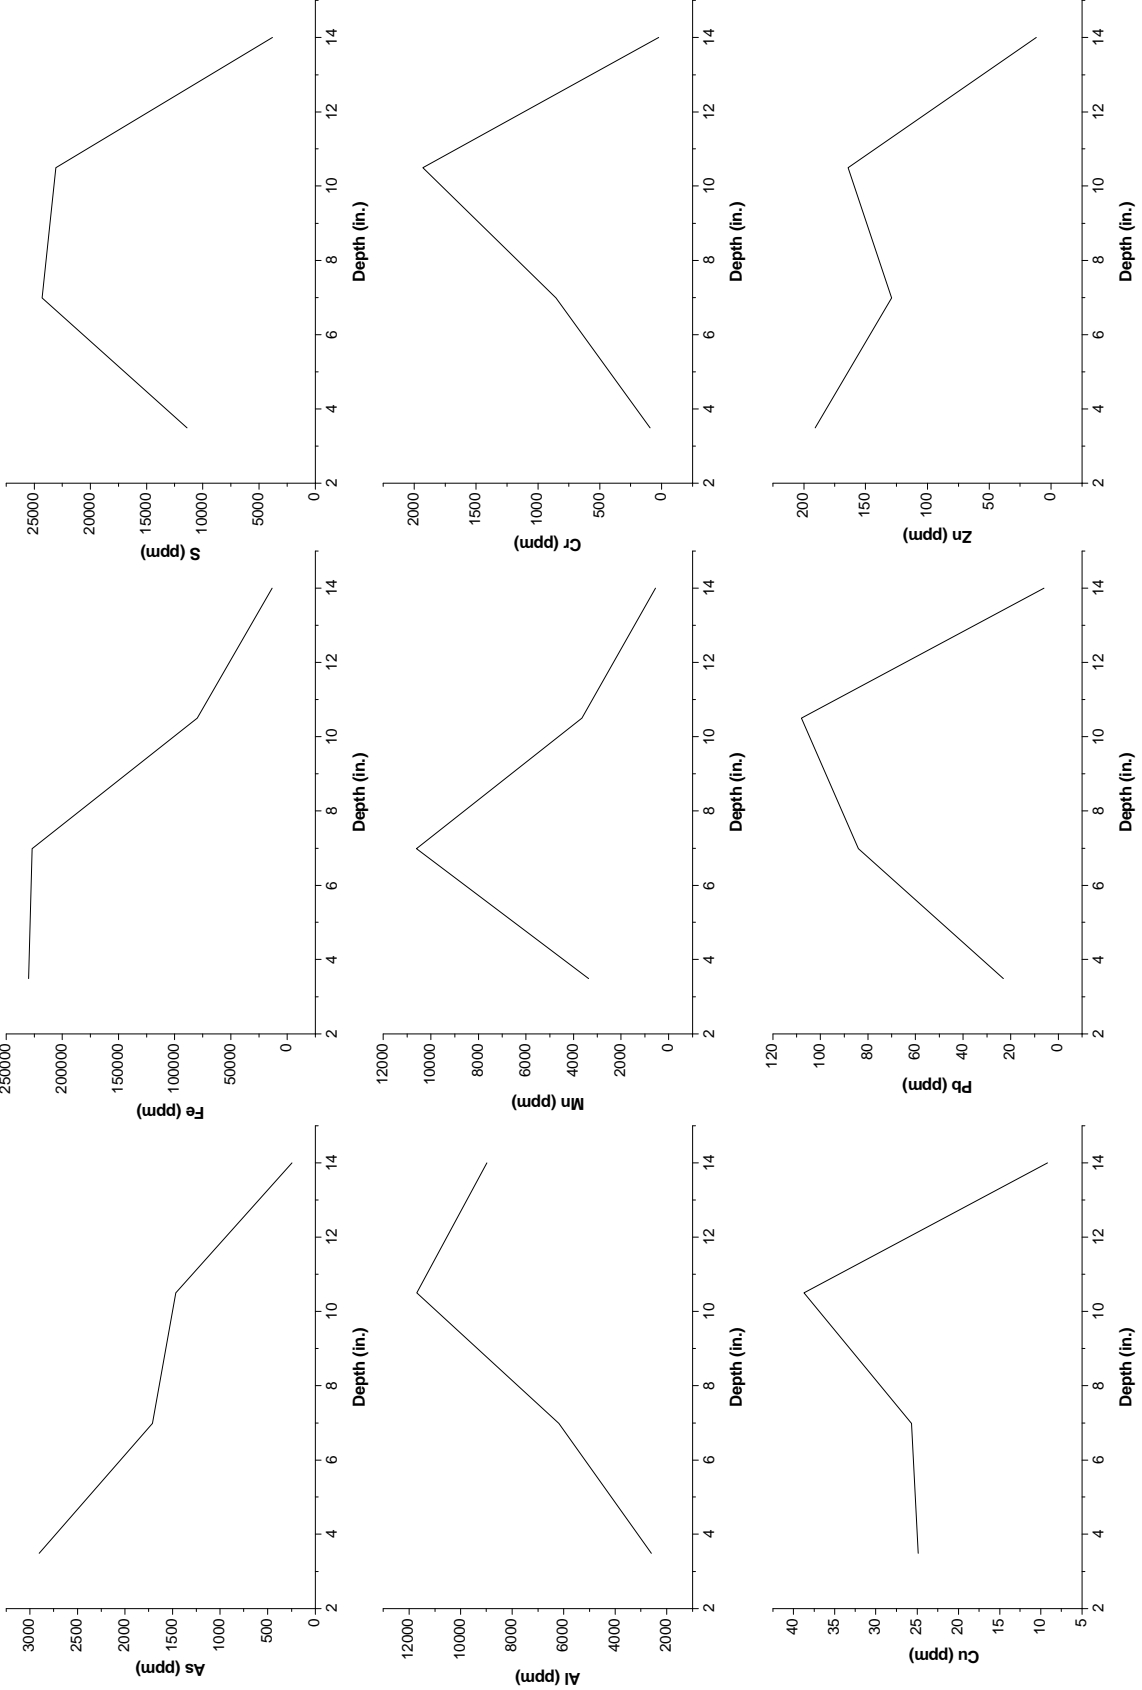 As (ppm)
3000
2500
2000
1500
1000
500
0
2 4 6 8 10 12 14
Depth (in.)
Fe (ppm)
250000
200000
150000
100000
50000
0
2 4 6 8 10 12 14
Depth (in.)
S (ppm)
25000
20000
15000
10000
5000
0
2 4 6 8 10 12 14
Depth (in.)
Al (ppm)
12000
10000
8000
6000
4000
2000
2 4 6 8 10 12 14
Depth (in.)
Mn (ppm)
12000
10000
8000
6000
4000
2000
0
2 4 6 8 10 12 14
Depth (in.)
Cr (ppm)
2000
1500
1000
500
0
2 4 6 8 10 12 14
Depth (in.)
Cu (ppm)
40
35
30
25
20
15
10
5
2 4 6 8 10 12 14
Depth (in.)
Pb (ppm)
120
100
80
60
40
20
0
2 4 6 8 10 12 14
Depth (in.)
Zn (ppm)
200
150
100
50
0
2 4 6 8 10 12 14
Depth (in.)